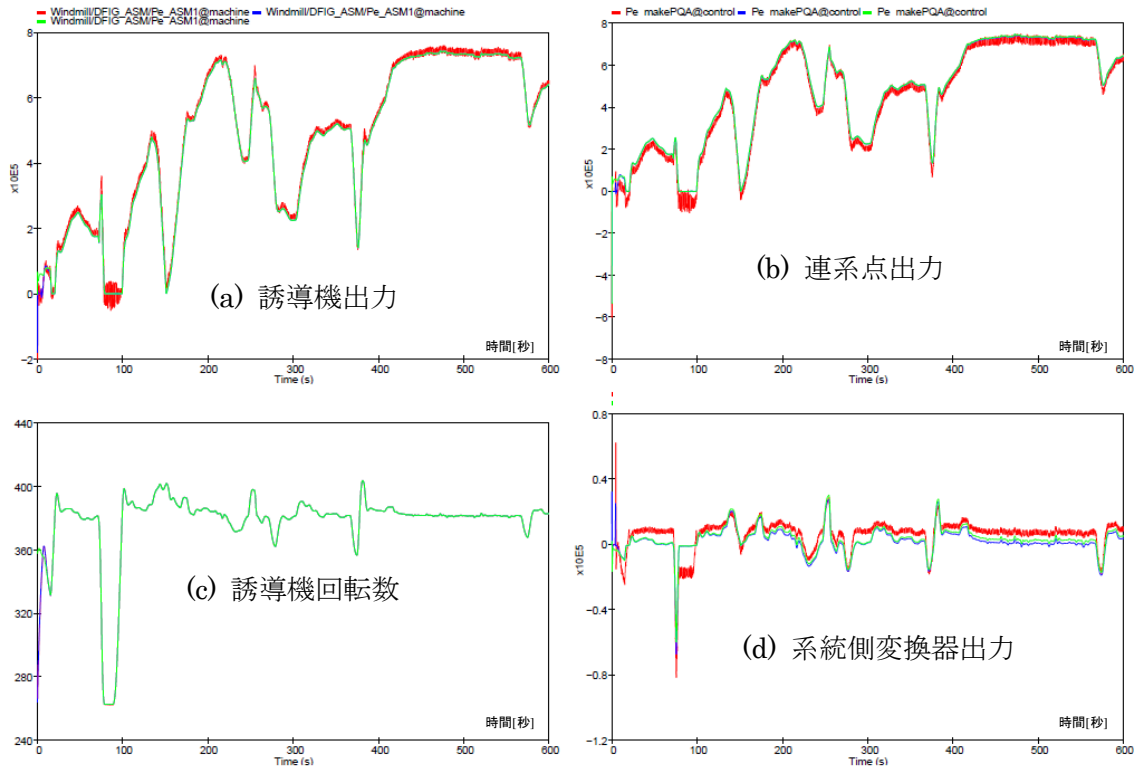 Windmill/DFIG_ASM/Pe_ASM1@machine Windmill/DFIG_ASM/Pe_ASM1@machine
Windmill/DFIG_ASM/Pe_ASM1@machine
8
6
4
2
0
-2
x10E5
(a) 誘導機出力
時間[秒]
0 100 200 300 400 500 600
Time (s)
Pe_makePQA@control Pe_makePQA@control Pe_makePQA@control
8
6
4
2
0
-2
-4
-6
-8
x10E5
(b) 連系点出力
時間[秒]
0 100 200 300 400 500 600
Time (s)
440
400
360
320
280
240
(c) 誘導機回転数
時間[秒]
0 100 200 300 400 500 600
Time (s)
0.8
0.4
0
-0.4
-0.8
-1.2
x10E5
(d) 系統側変換器出力
時間[秒]
0 100 200 300 400 500 600
Time (s)